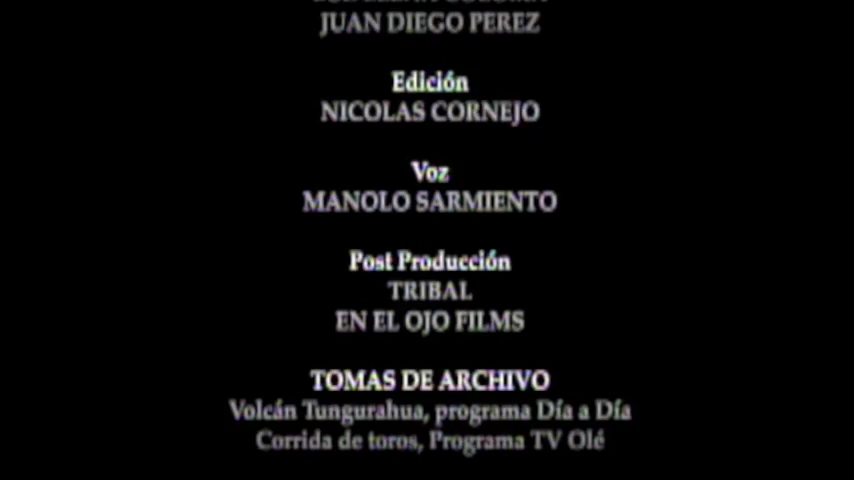 JUAN DIEGO PEREZ
Edición
NICOLAS CORNEJO
Voz
MANOLO SARMIENTO
Post Producción
TRIBAL
EN EL OJO FILMS
TOMAS DE ARCHIVO
Volcán Tungurahua, programa Día a Día
Corrida de toros, Programa TV Olé